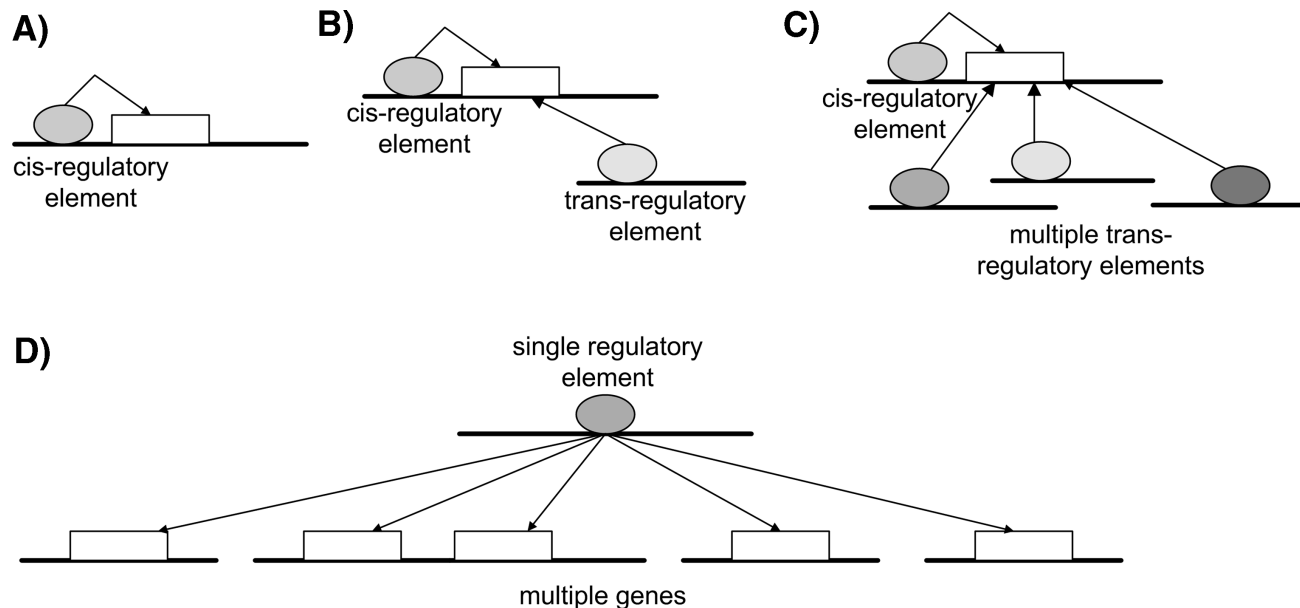 A)
cis-regulatory
element
B)
cis-regulatory
element
trans-regulatory
element
C)
cis-regulatory
element
multiple trans-
regulatory elements
D)
single regulatory
element
multiple genes